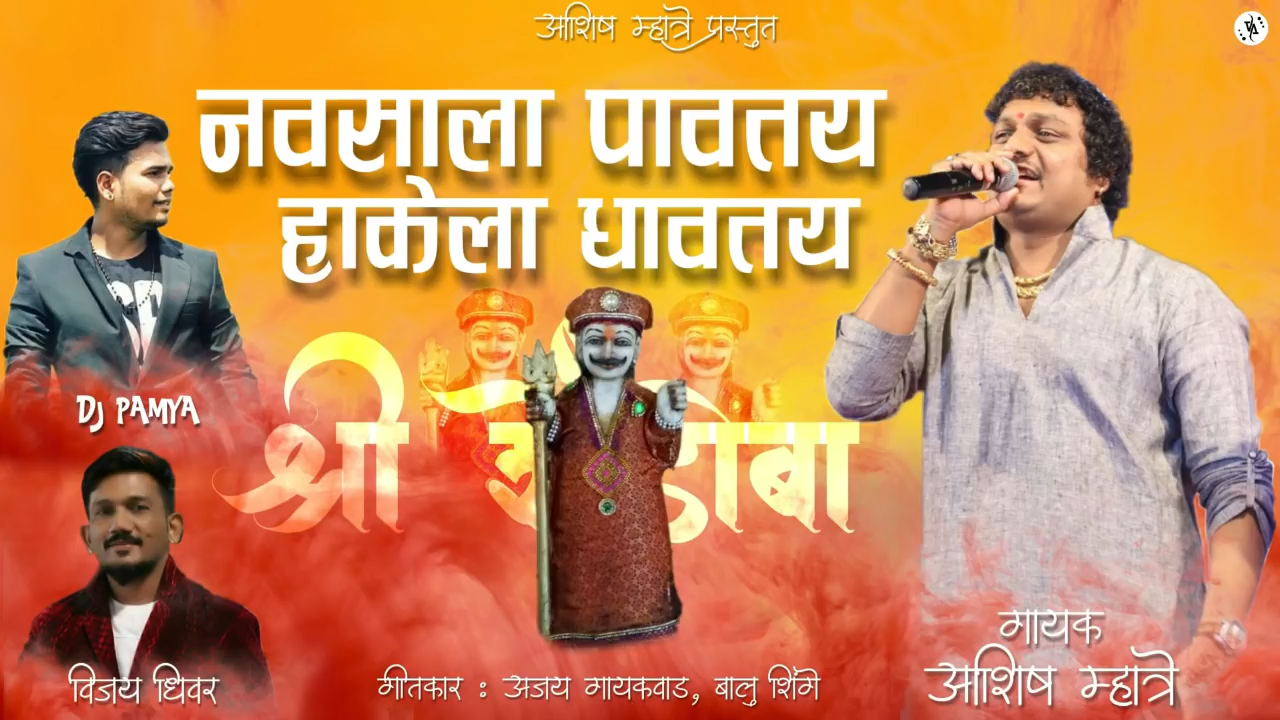 आशिष म्हात्रे प्रस्तुत
नवसाला पावतय
हाकेला धावतय
श्री
DJ PAMYA
विजय धिवर
गीतकार : अजय गायकवाड, बालु शिंगे
गायक
आशिष म्हात्रे